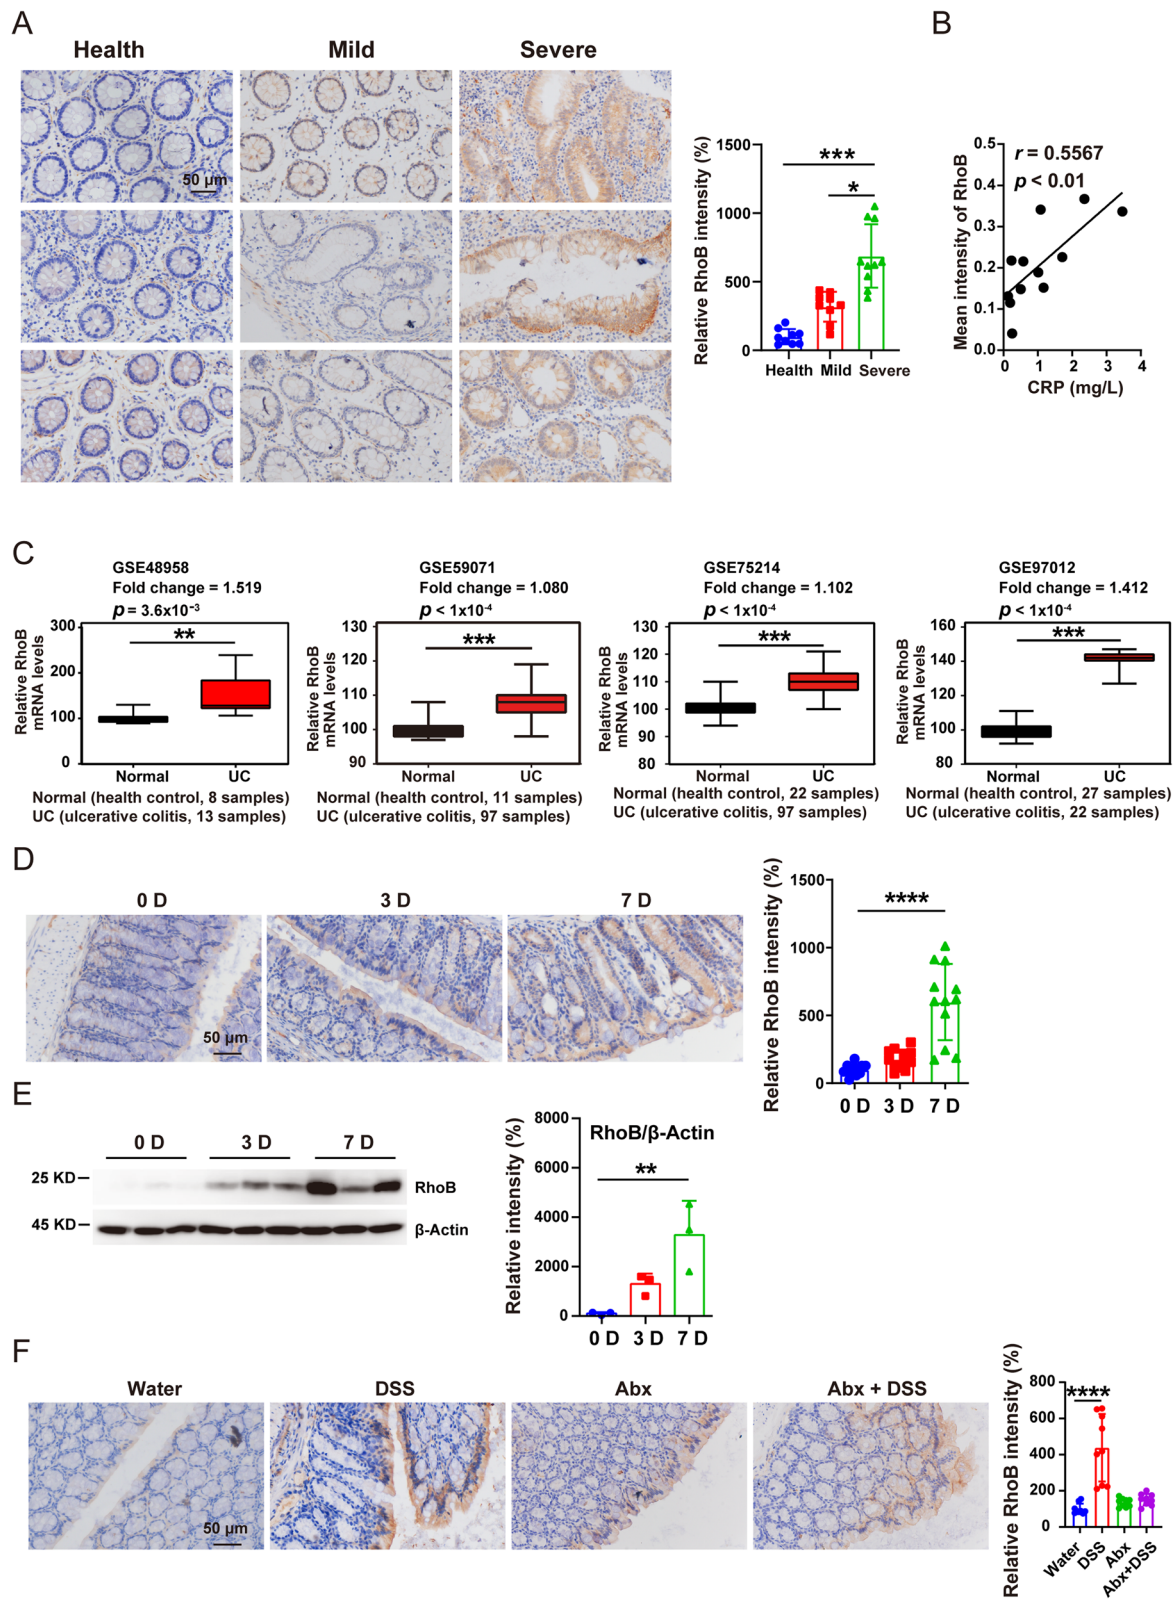 A
Health
Mild
Severe
50 μm
Relative RhoB intensity (%)
1500
1000
500
0
***
*
Health
Mild
Severe
B
Mean intensity of RhoB
0.5
0.4
0.3
0.2
0.1
0.0
r = 0.5567
p < 0.01
0 1 2 3 4
CRP (mg/L)
C
GSE48958
Fold change = 1.519
p = 3.6x10⁻³
Relative RhoB
mRNA levels
300
200
100
0
**
Normal UC
Normal (health control, 8 samples)
UC (ulcerative colitis, 13 samples)
GSE59071
Fold change = 1.080
p < 1x10⁻⁴
Relative RhoB
mRNA levels
130
120
110
100
90
***
Normal UC
Normal (health control, 11 samples)
UC (ulcerative colitis, 97 samples)
GSE75214
Fold change = 1.102
p < 1x10⁻⁴
Relative RhoB
mRNA levels
130
120
110
100
90
80
***
Normal UC
Normal (health control, 22 samples)
UC (ulcerative colitis, 97 samples)
GSE97012
Fold change = 1.412
p < 1x10⁻⁴
Relative RhoB
mRNA levels
160
140
120
100
80
***
Normal UC
Normal (health control, 27 samples)
UC (ulcerative colitis, 22 samples)
D
0 D
3 D
7 D
50 μm
Relative RhoB intensity (%)
1500
1000
500
0
****
0 D 3 D 7 D
E
0 D
3 D
7 D
25 KD
RhoB
45 KD
β-Actin
Relative intensity (%)
8000
6000
4000
2000
0
RhoB/β-Actin
**
0 D 3 D 7 D
F
Water
DSS
Abx
Abx + DSS
50 μm
Relative RhoB intensity (%)
800
600
400
200
0
****
Water
DSS
Abx
Abx+DSS